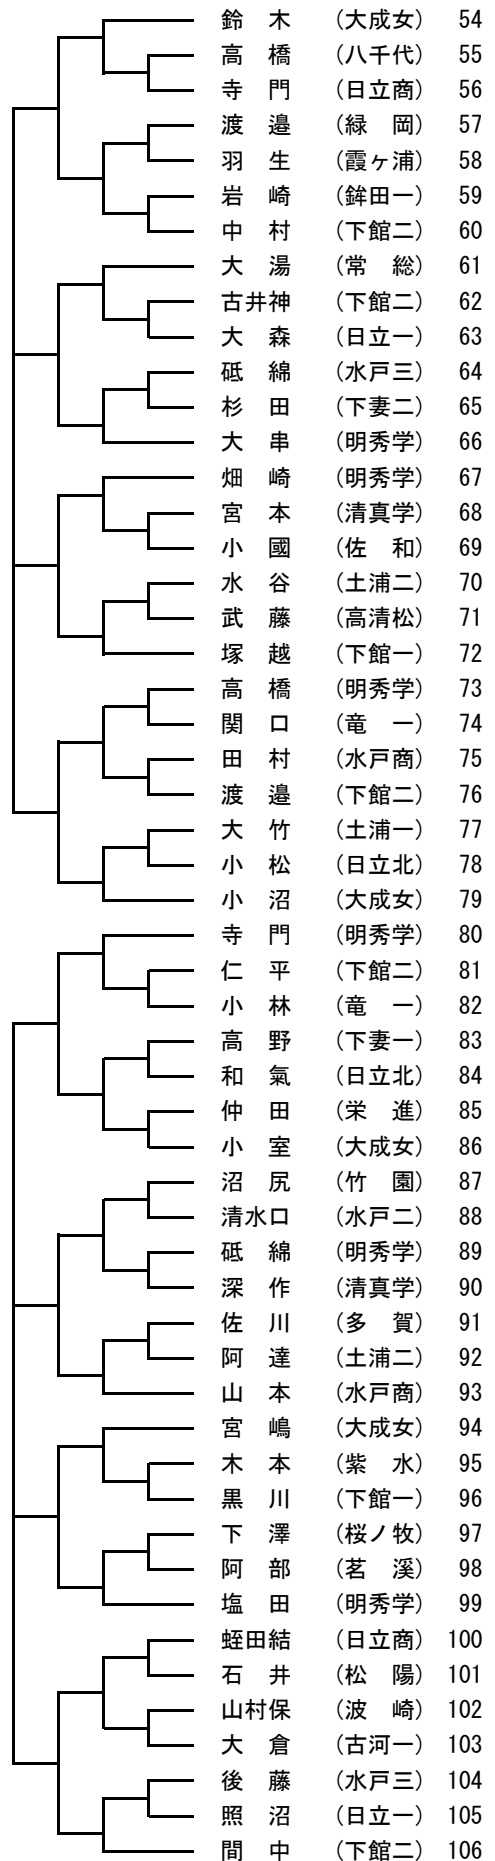 鈴　木　（大成女）　54
高　橋　（八千代）　55
寺　門　（日立商）　56
渡　邉　（緑　岡）　57
羽　生　（霞ヶ浦）　58
岩　崎　（鉾田一）　59
中　村　（下館二）　60
大　湯　（常　総）　61
古井神　（下館二）　62
大　森　（日立一）　63
砥　綿　（水戸三）　64
杉　田　（下妻二）　65
大　串　（明秀学）　66
畑　崎　（明秀学）　67
宮　本　（清真学）　68
小　國　（佐　和）　69
水　谷　（土浦二）　70
武　藤　（高清松）　71
塚　越　（下館一）　72
高　橋　（明秀学）　73
関　口　（竜　一）　74
田　村　（水戸商）　75
渡　邉　（下館二）　76
大　竹　（土浦一）　77
小　松　（日立北）　78
小　沼　（大成女）　79
寺　門　（明秀学）　80
仁　平　（下館二）　81
小　林　（竜　一）　82
高　野　（下妻一）　83
和　氣　（日立北）　84
仲　田　（栄　進）　85
小　室　（大成女）　86
沼　尻　（竹　園）　87
清水口　（水戸二）　88
砥　綿　（明秀学）　89
深　作　（清真学）　90
佐　川　（多　賀）　91
阿　達　（土浦二）　92
山　本　（水戸商）　93
宮　嶋　（大成女）　94
木　本　（紫　水）　95
黒　川　（下館一）　96
下　澤　（桜ノ牧）　97
阿　部　（茗　溪）　98
塩　田　（明秀学）　99
蛭田結　（日立商）　100
石　井　（松　陽）　101
山村保　（波　崎）　102
大　倉　（古河一）　103
後　藤　（水戸三）　104
照　沼　（日立一）　105
間　中　（下館二）　106